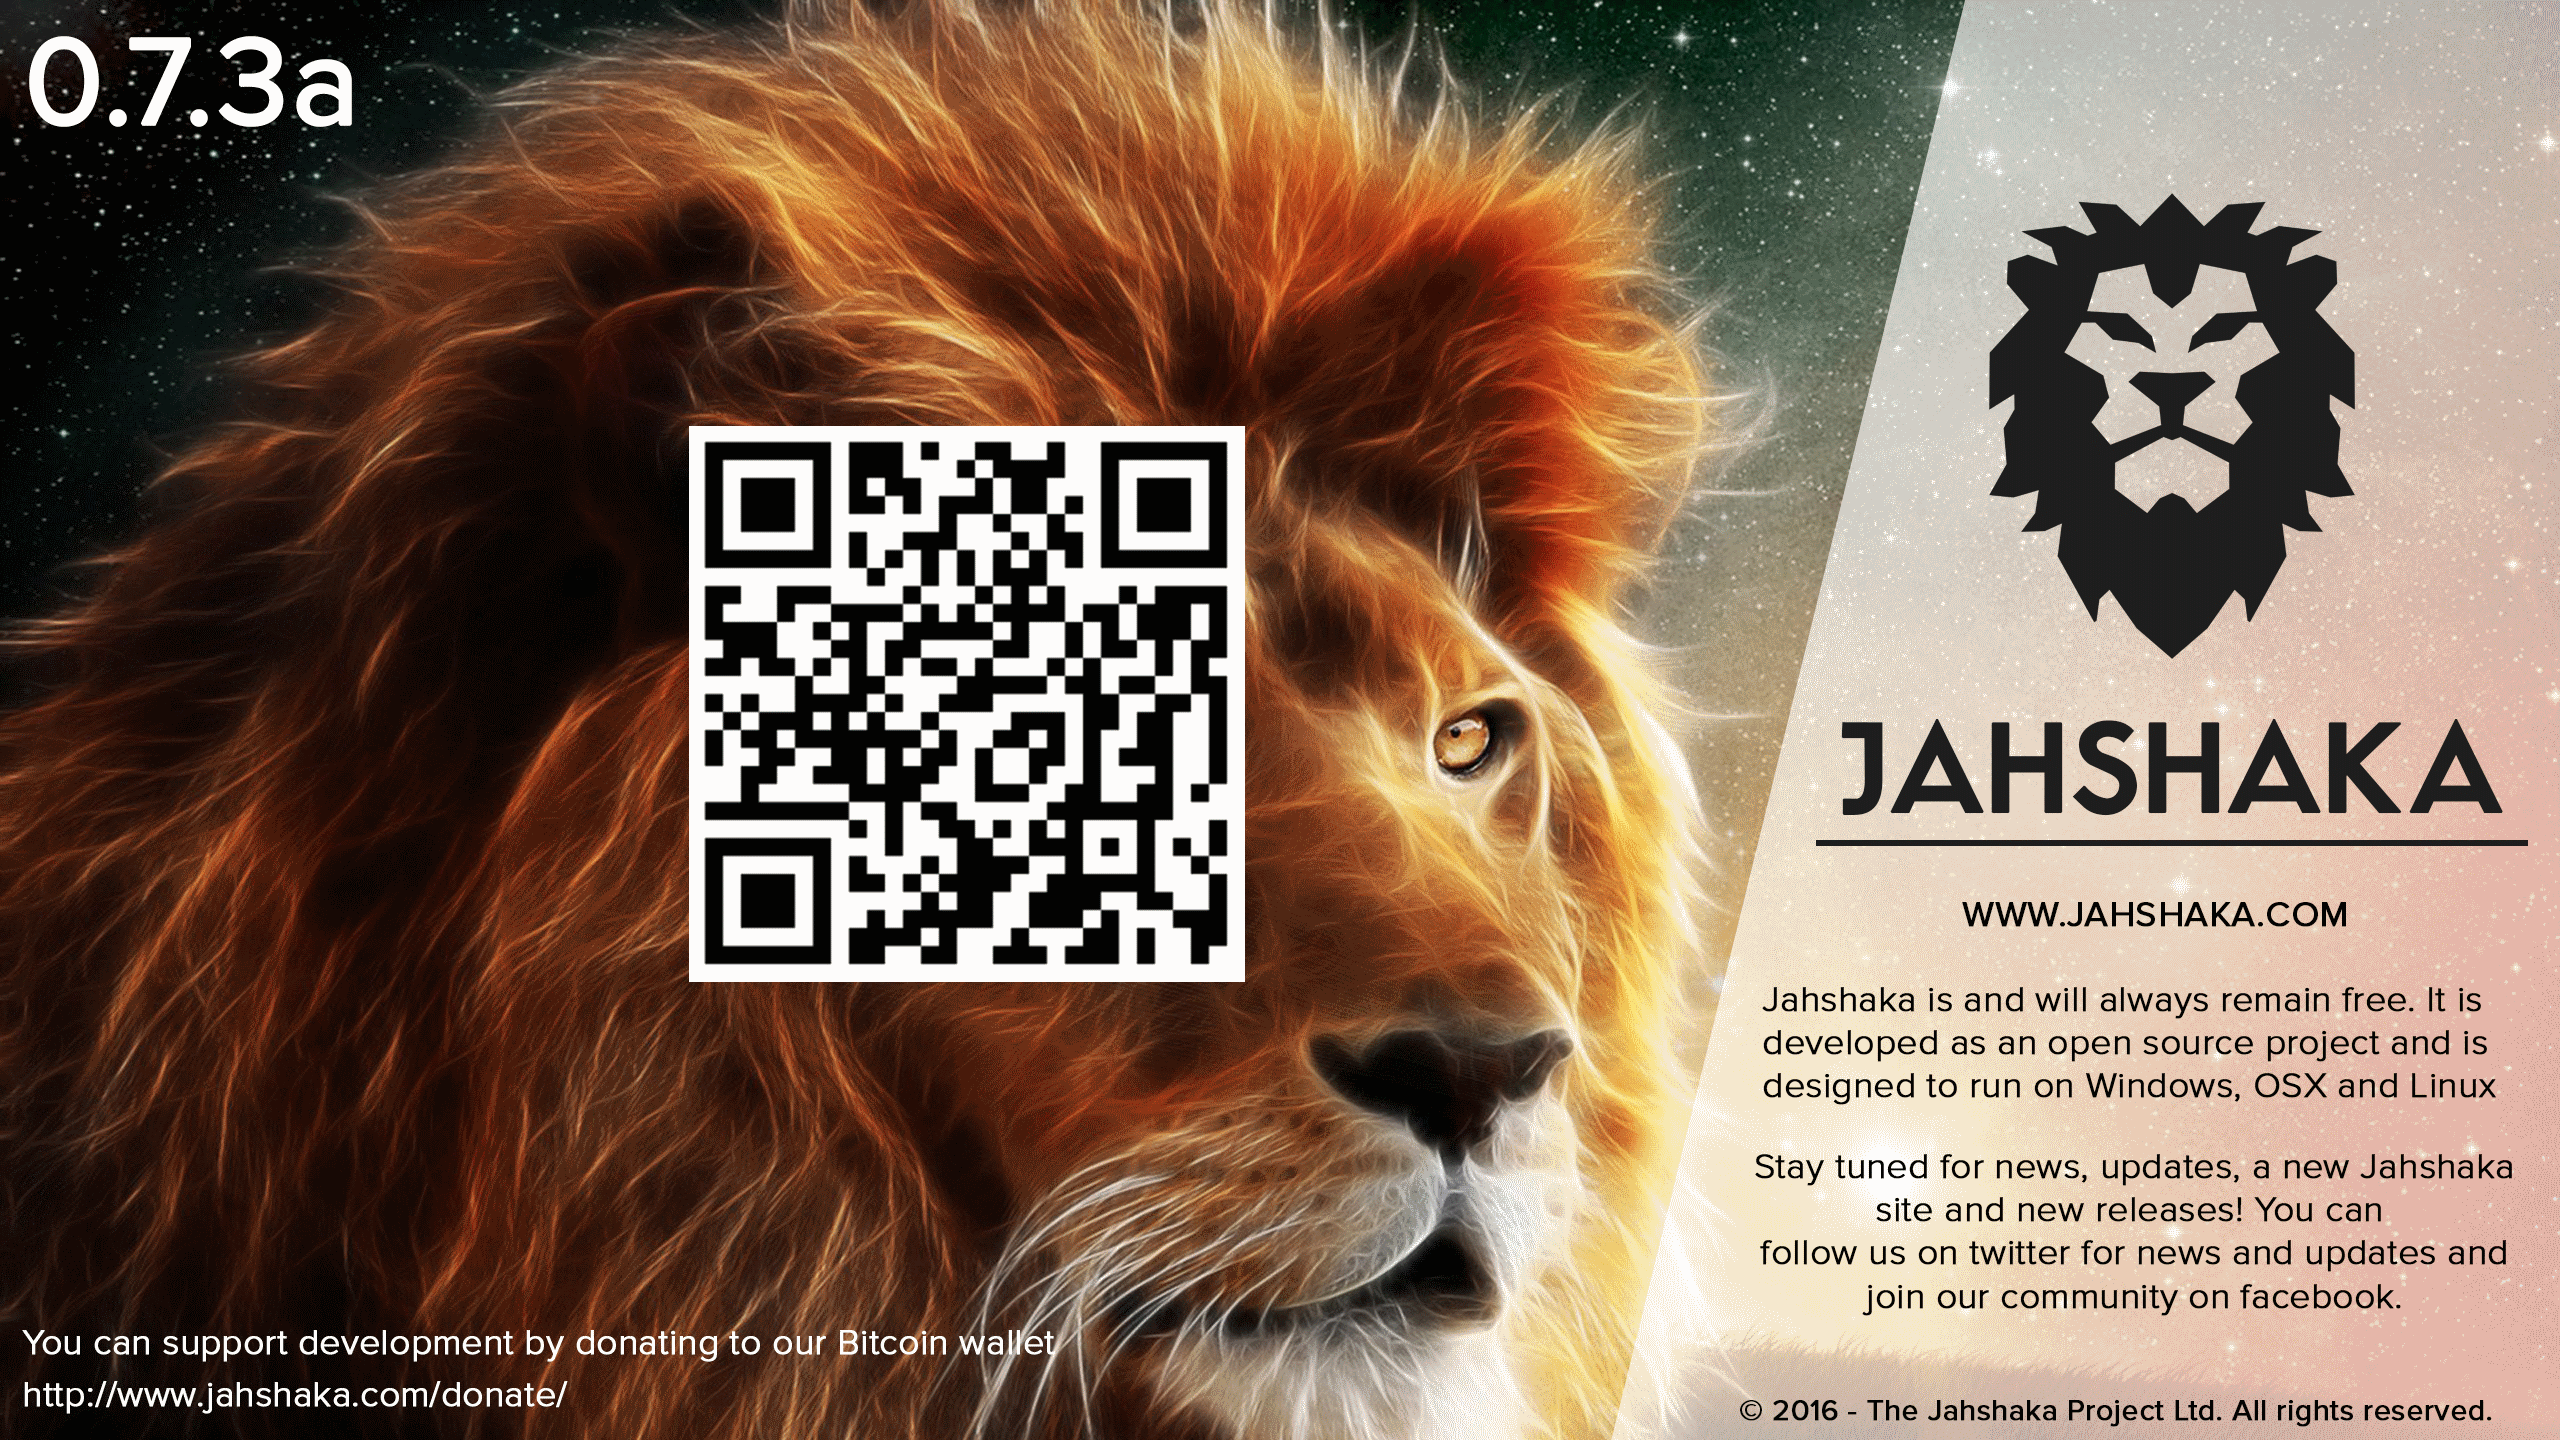 0.7.3a
JAHSHAKA
WWW.JAHSHAKA.COM
Jahshaka is and will always remain free. It is
developed as an open source project and is
designed to run on Windows, OSX and Linux
Stay tuned for news, updates, a new Jahshaka
site and new releases! You can
follow us on twitter for news and updates and
join our community on facebook.
You can support development by donating to our Bitcoin wallet
http://www.jahshaka.com/donate/
© 2016 - The Jahshaka Project Ltd. All rights reserved.